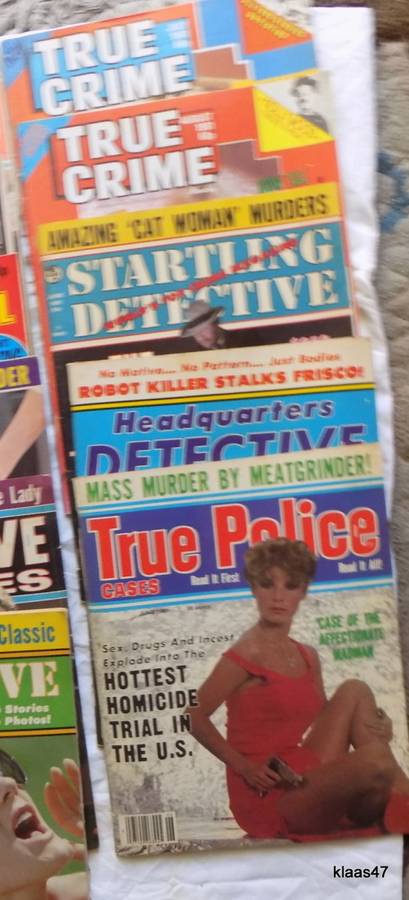 TRUE
CRIME
TRUE
CRIME
AMAZING 'CAT WOMAN' MURDERS
STARTLING
DETECTIVE
No Motive.... No Pattern.... Just Bodies
ROBOT KILLER STALKS FRISCO!
Headquarters
DETECTIVE
MASS MURDER BY MEATGRINDER!
True Police
CASES
Read It First
Read It All!
'CASE OF THE
AFFECTIONATE
MADMAN
Sex, Drugs And Incest
Explode Into The
HOTTEST
HOMICIDE
TRIAL IN
THE U.S.
L
DER
e Lady
VE
ES
Classic
VE
Stories
Photos!
klaas47